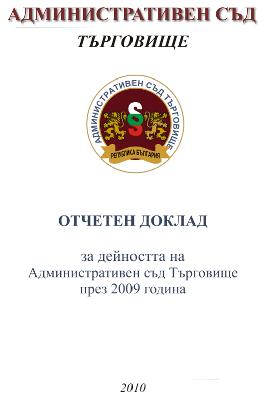 АДМИНИСТРАТИВЕН СЪД
ТЪРГОВИЩЕ
АДМИНИСТРАТИВЕН СЪД ТЪРГОВИЩЕ
РЕПУБЛИКА БЪЛГАРИЯ
ОТЧЕТЕН ДОКЛАД
за дейността на
Административен съд Търговище
през 2009 година
2010